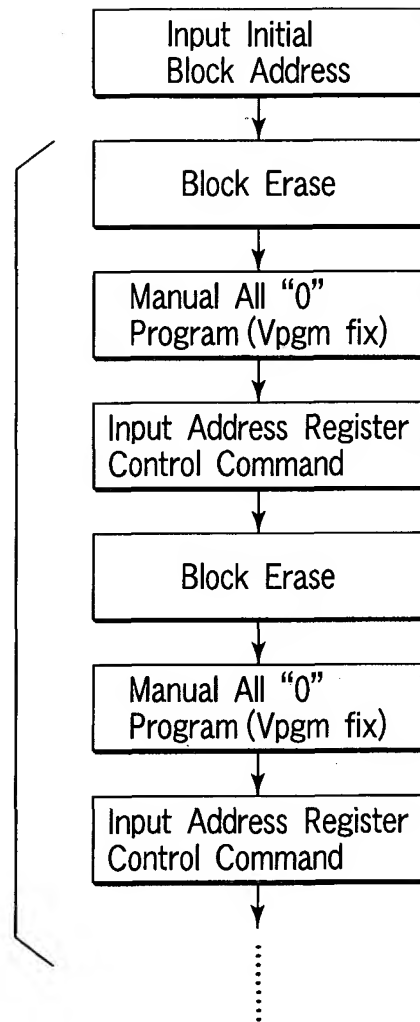 Input Initial
Block Address
Block Erase
Manual All “0”
Program (Vpgm fix)
Input Address Register
Control Command
Block Erase
Manual All “0”
Program (Vpgm fix)
Input Address Register
Control Command